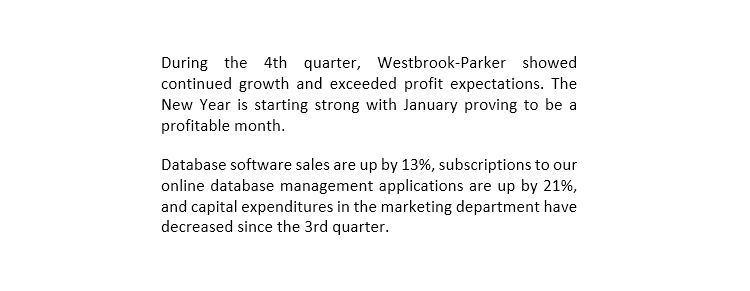 During the 4th quarter, Westbrook-Parker showed
continued growth and exceeded profit expectations. The
New Year is starting strong with January proving to be a
profitable month.
Database software sales are up by 13%, subscriptions to our
online database management applications are up by 21%,
and capital expenditures in the marketing department have
decreased since the 3rd quarter.